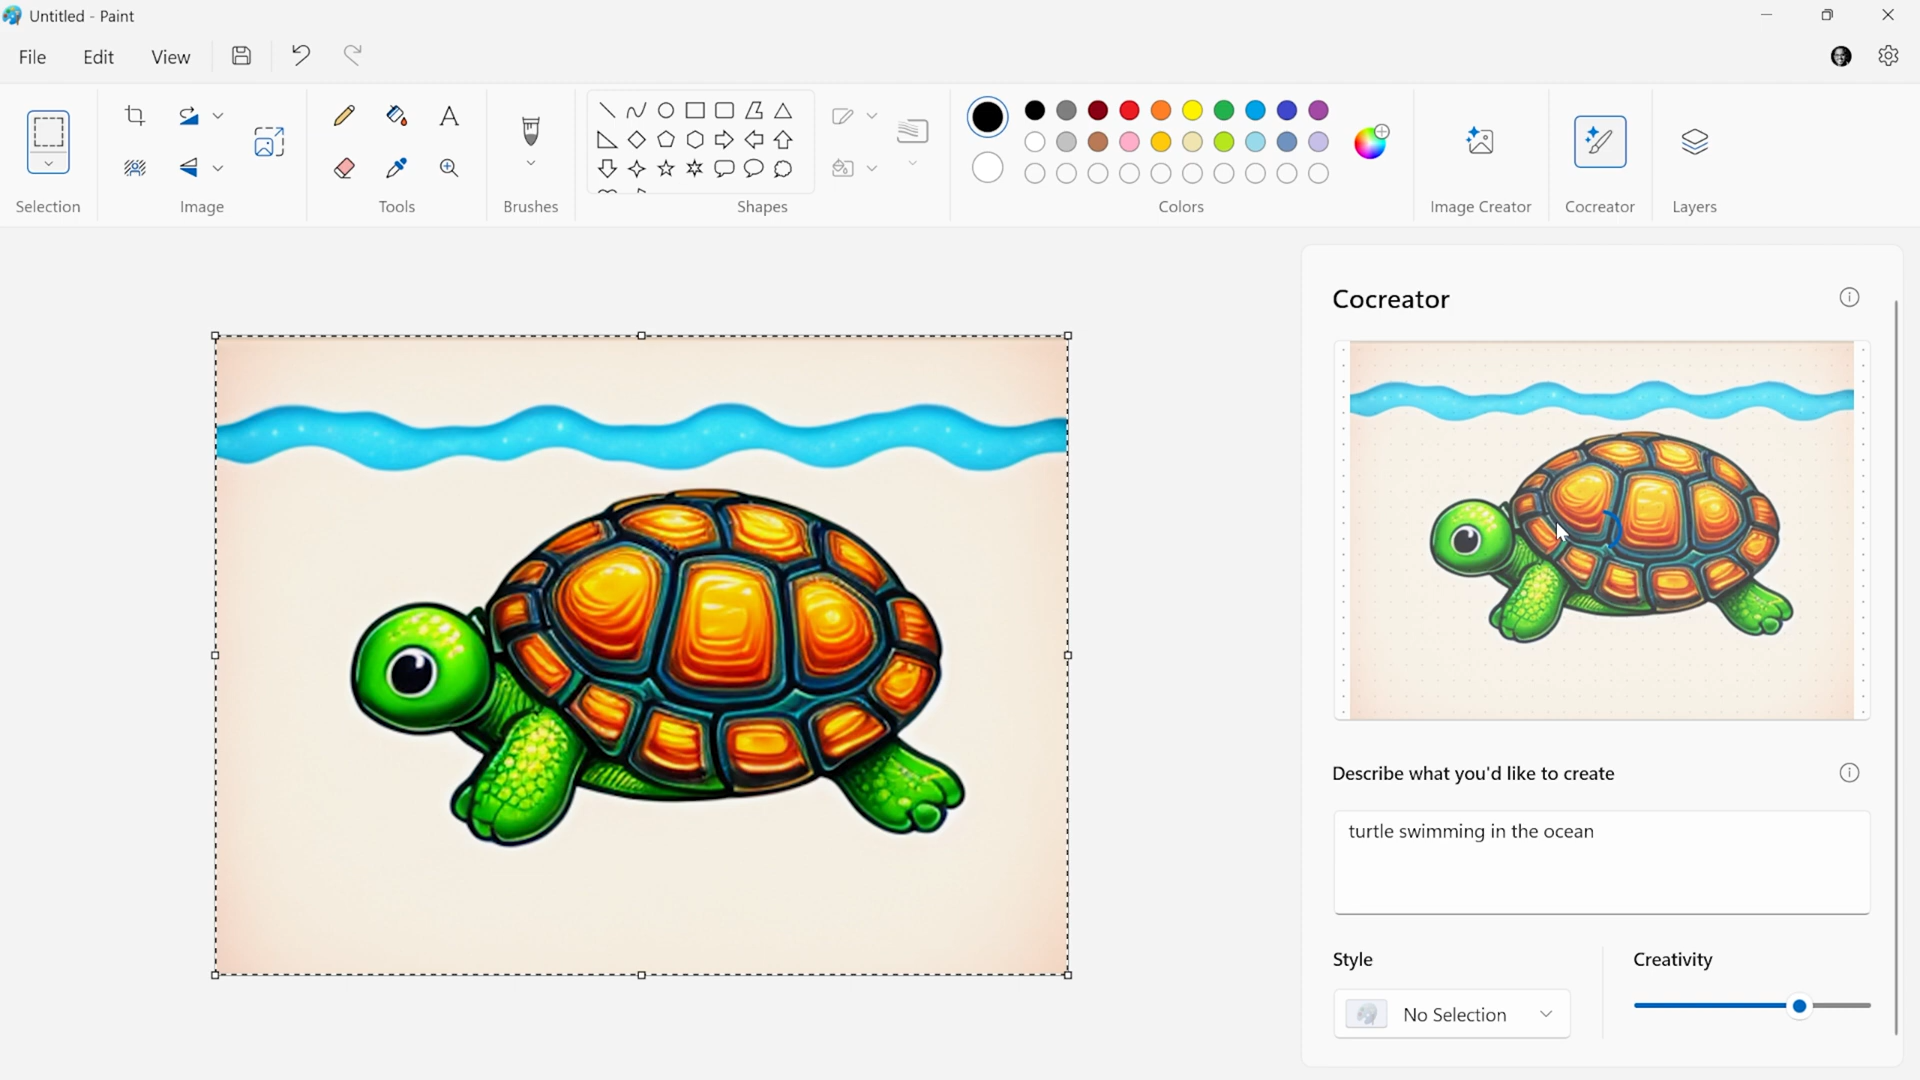 Untitled - Paint
File Edit View
Selection Image Tools Brushes Shapes Colors Image Creator Cocreator Layers
Cocreator
Describe what you'd like to create
turtle swimming in the ocean
Style Creativity
No Selection